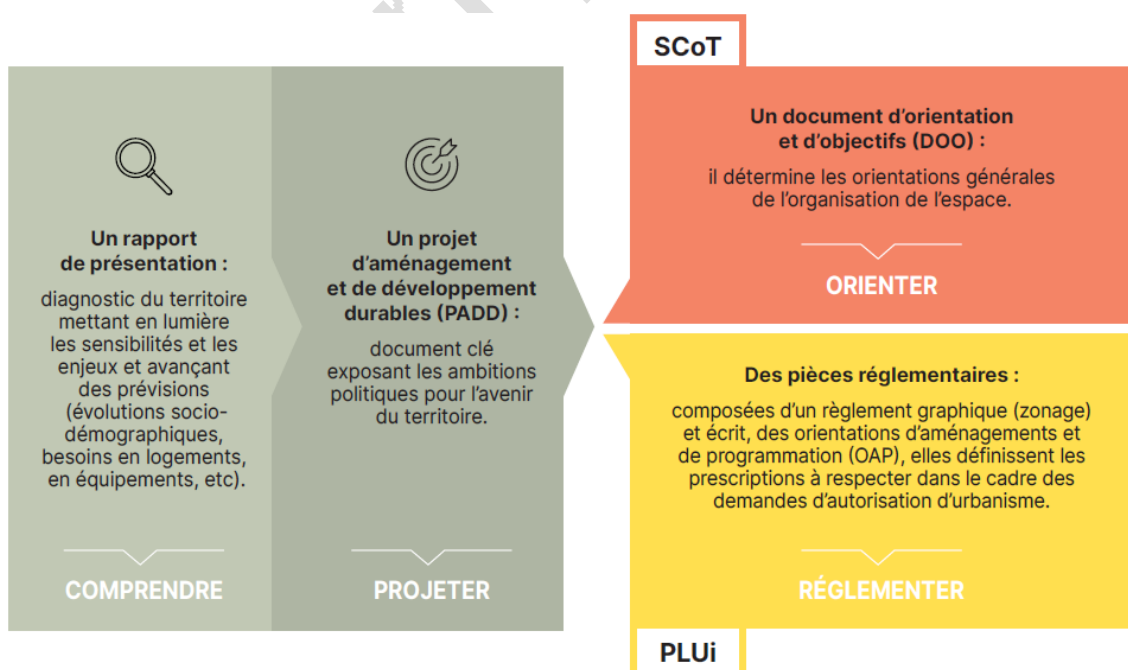 Un rapport
de présentation :
diagnostic du territoire
mettant en lumière
les sensibilités et les
enjeux et avançant
des prévisions
(évolutions socio-
démographiques,
besoins en logements,
en équipements, etc).
COMPRENDRE
Un projet
d'aménagement
et de développement
durables (PADD) :
document clé
exposant les ambitions
politiques pour l'avenir
du territoire.
PROJETER
SCoT
Un document d'orientation
et d'objectifs (DOO) :
il détermine les orientations générales
de l'organisation de l'espace.
ORIENTER
Des pièces réglementaires :
composées d'un règlement graphique (zonage)
et écrit, des orientations d'aménagements et
de programmation (OAP), elles définissent les
prescriptions à respecter dans le cadre des
demandes d'autorisation d'urbanisme.
RÉGLEMENTER
PLUi